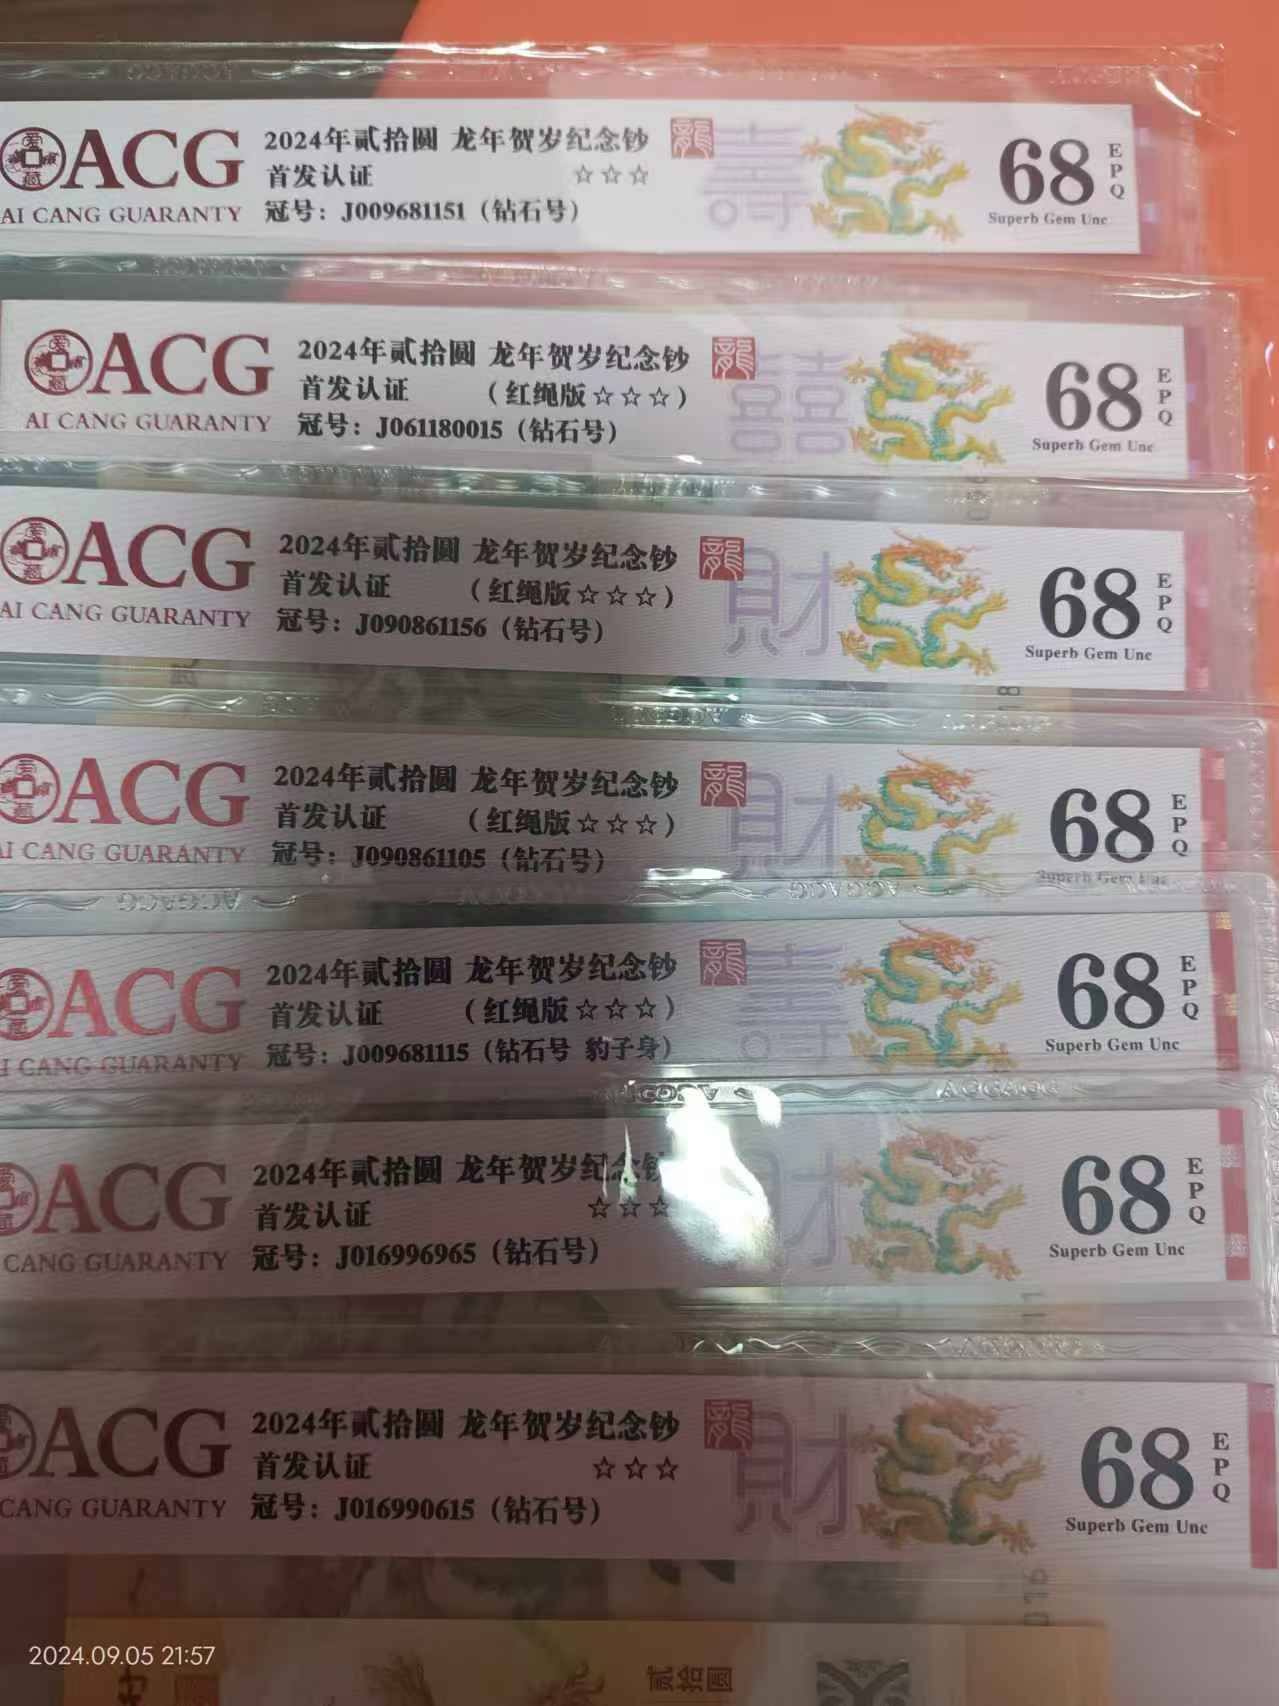 ACG
AI CANG GUARANTY
2024年贰拾圆 龙年贺岁纪念钞
首发认证 ☆☆☆
冠号：J009681151（钻石号）
龍
壽
68
EPQ
Superb Gem Unc
ACG
AI CANG GUARANTY
2024年贰拾圆 龙年贺岁纪念钞
首发认证 （红绳版☆☆☆）
冠号：J061180015（钻石号）
龍
囍
68
EPQ
Superb Gem Unc
ACG
AI CANG GUARANTY
2024年贰拾圆 龙年贺岁纪念钞
首发认证 （红绳版☆☆☆）
冠号：J090861156（钻石号）
龍
財
68
EPQ
Superb Gem Unc
ACG
AI CANG GUARANTY
2024年贰拾圆 龙年贺岁纪念钞
首发认证 （红绳版☆☆☆）
冠号：J090861105（钻石号）
龍
財
68
EPQ
Superb Gem Unc
ACG
I CANG GUARANTY
2024年贰拾圆 龙年贺岁纪念钞
首发认证 （红绳版☆☆☆）
冠号：J009681115（钻石号 豹子身）
龍
壽
68
EPQ
Superb Gem Unc
ACG
CANG GUARANTY
2024年贰拾圆 龙年贺岁纪念钞
首发认证 ☆☆☆
冠号：J016996965（钻石号）
財
68
EPQ
Superb Gem Unc
ACG
CANG GUARANTY
2024年贰拾圆 龙年贺岁纪念钞
首发认证 ☆☆☆
冠号：J016990615（钻石号）
龍
財
68
EPQ
Superb Gem Unc
贰拾圆
2024.09.05 21:57